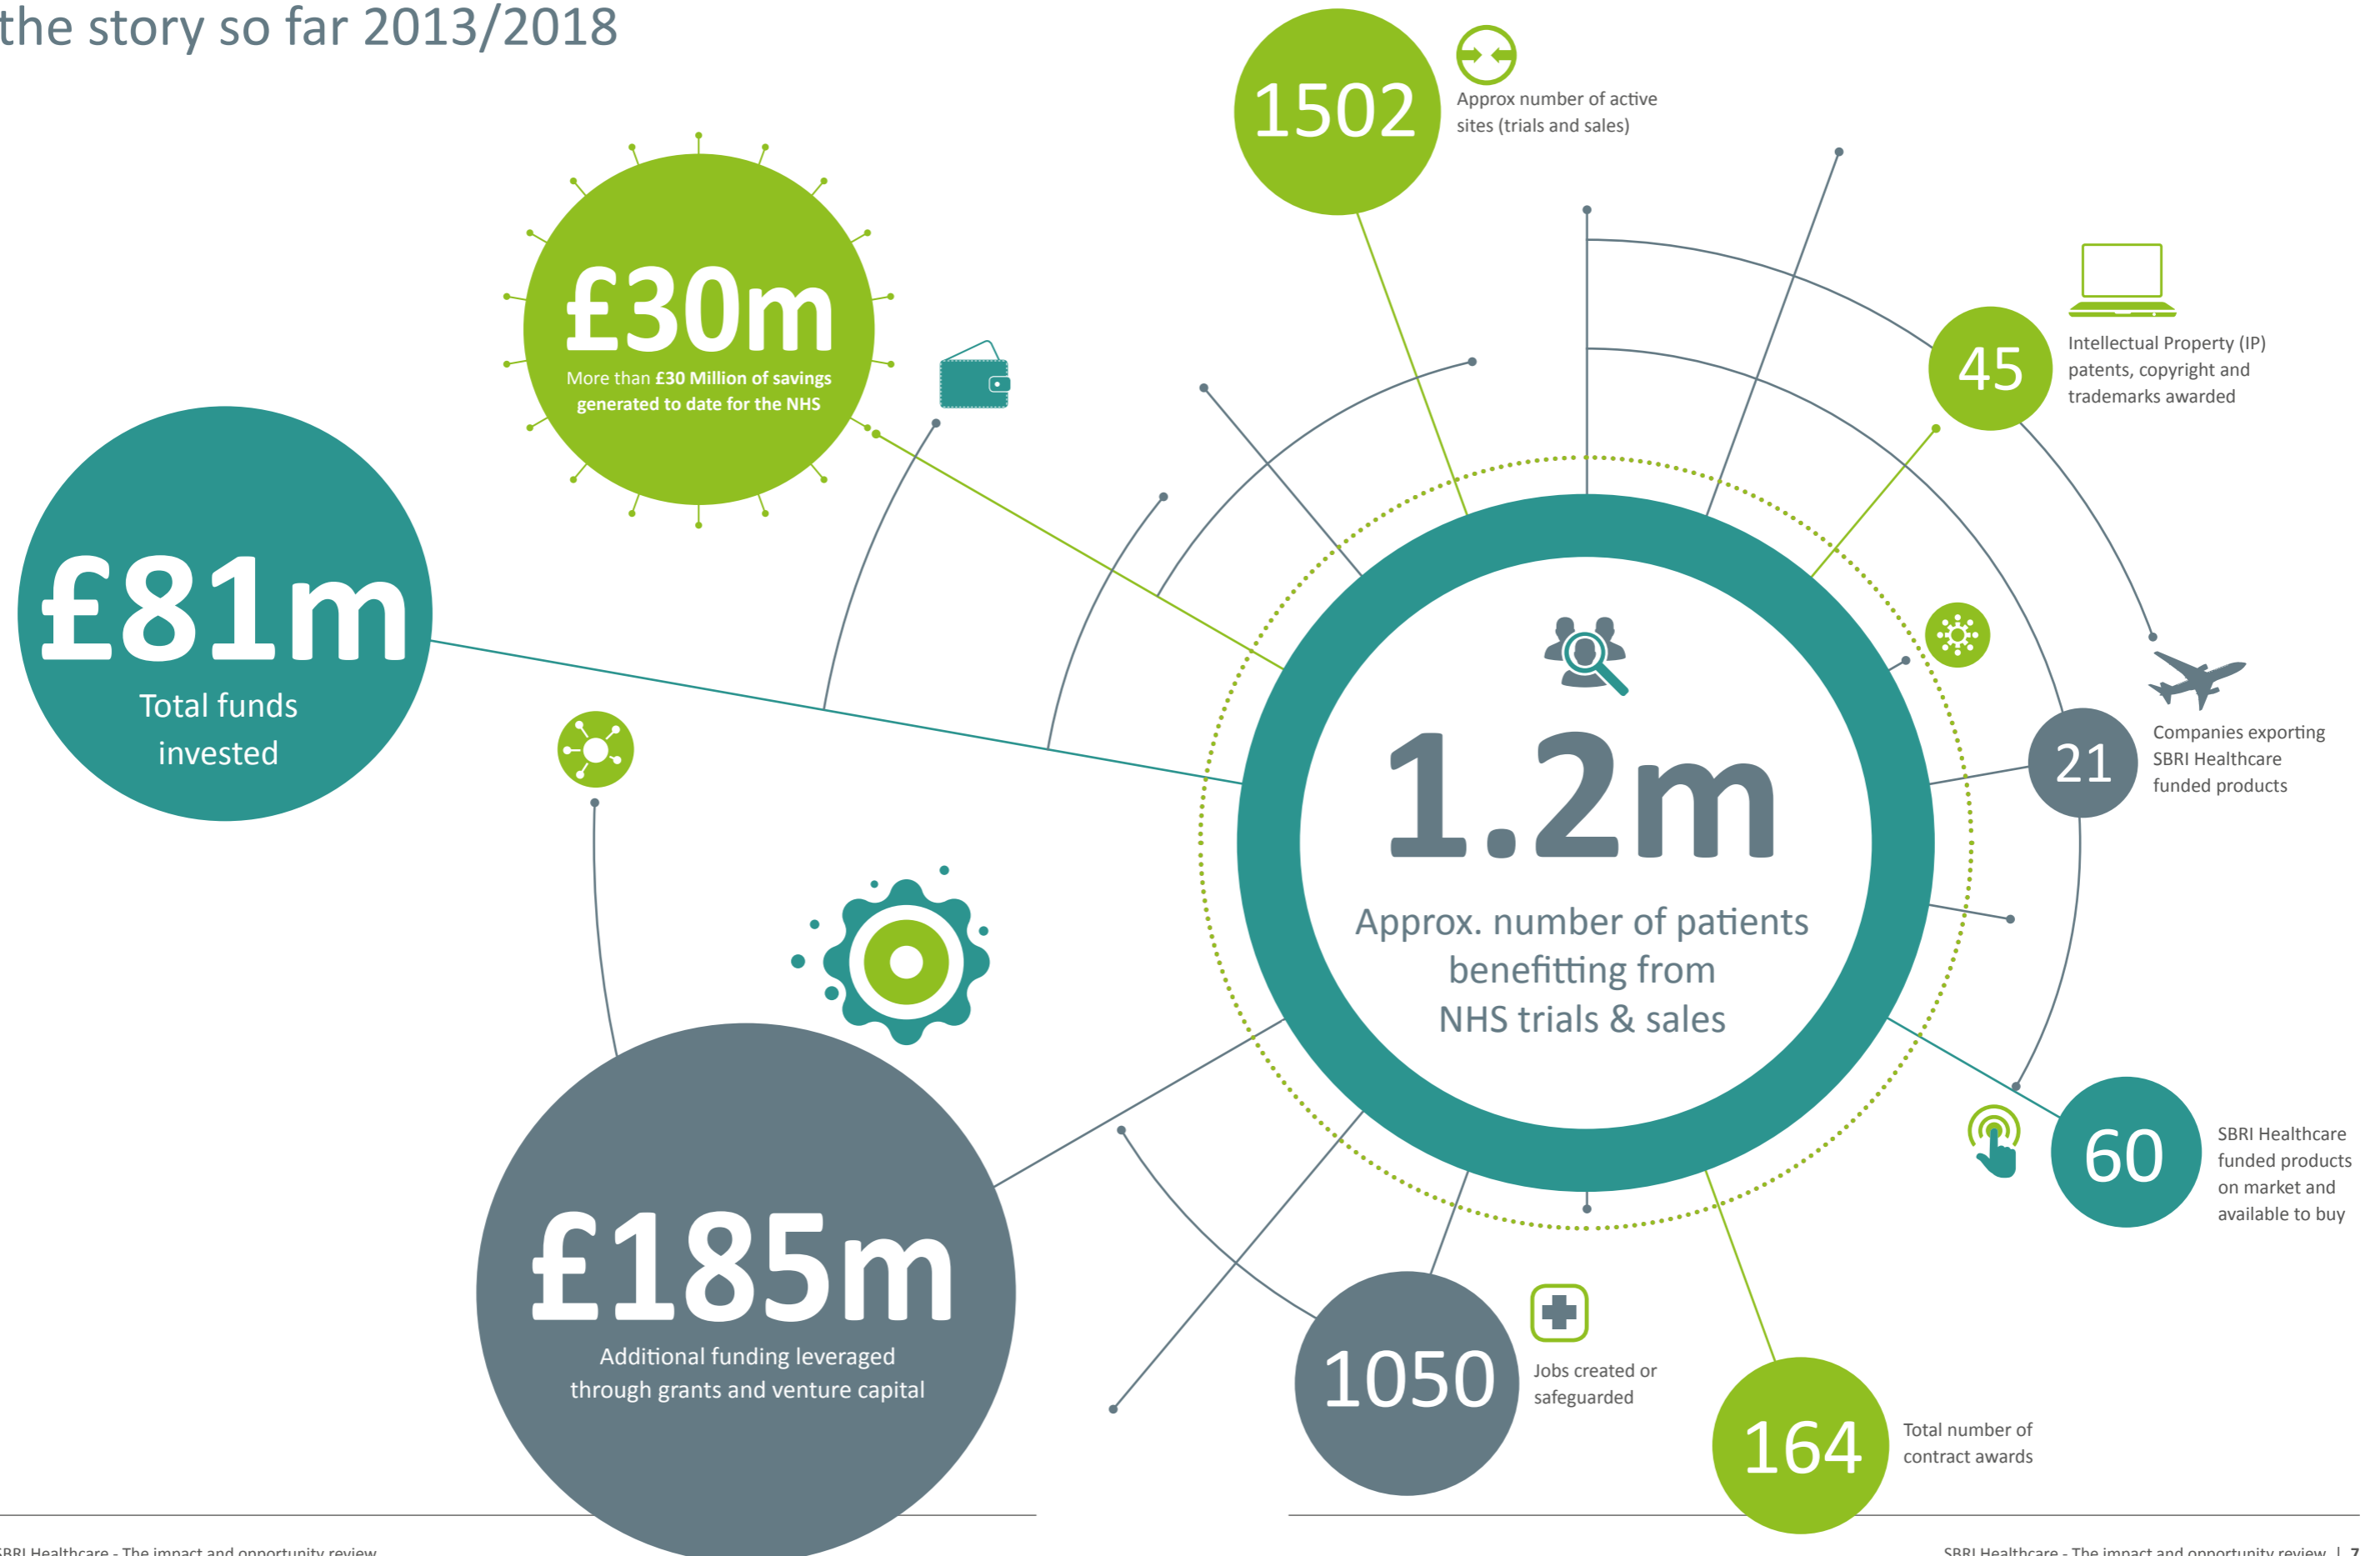 the story so far 2013/2018
1502
Approx number of active
sites (trials and sales)
£30m
More than £30 Million of savings
generated to date for the NHS
45
Intellectual Property (IP)
patents, copyright and
trademarks awarded
£81m
Total funds
invested
21
Companies exporting
SBRI Healthcare
funded products
1.2m
Approx. number of patients
benefitting from
NHS trials & sales
60
SBRI Healthcare
funded products
on market and
available to buy
£185m
Additional funding leveraged
through grants and venture capital
1050
Jobs created or
safeguarded
164
Total number of
contract awards
SBRI Healthcare - The impact and opportunity review
SBRI Healthcare - The impact and opportunity review | 7